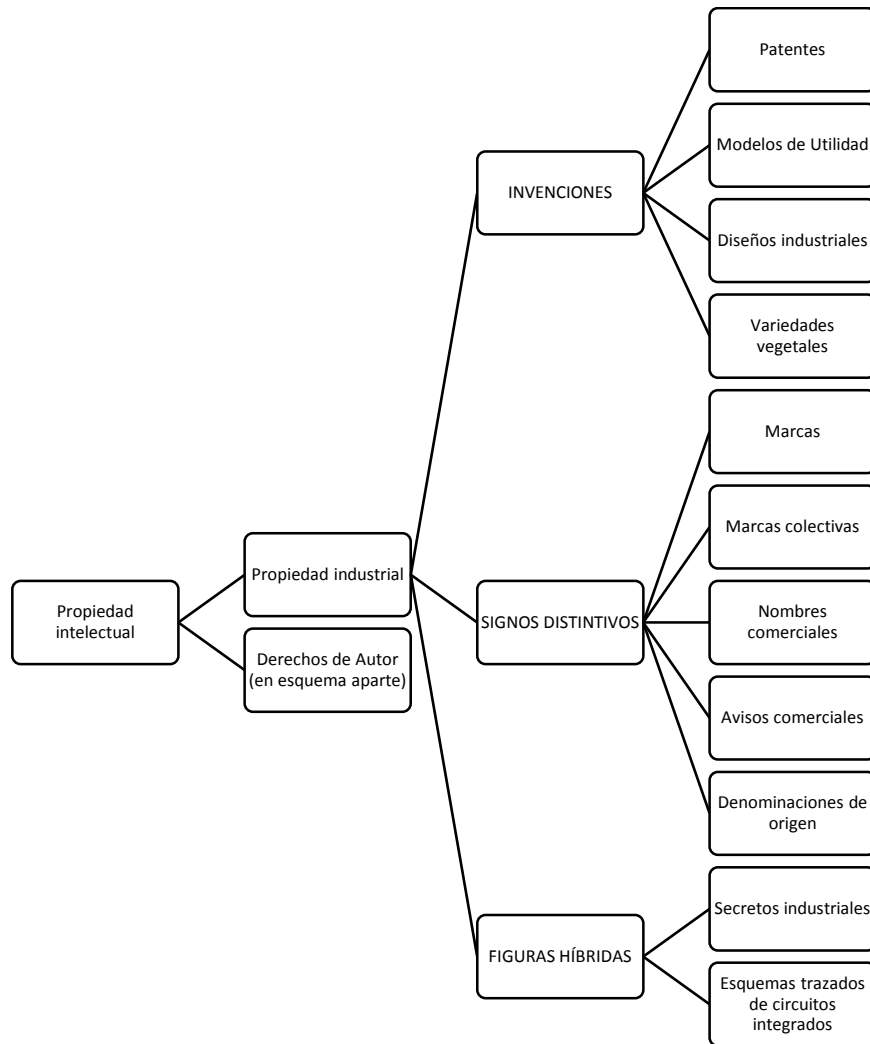 Patentes
Modelos de Utilidad
INVENCIONES
Diseños industriales
Variedades
vegetales
Marcas
Marcas colectivas
Propiedad industrial
Propiedad
intelectual
SIGNOS DISTINTIVOS
Nombres
comerciales
Derechos de Autor
(en esquema aparte)
Avisos comerciales
Denominaciones de
origen
Secretos industriales
FIGURAS HÍBRIDAS
Esquemas trazados
de circuitos
integrados